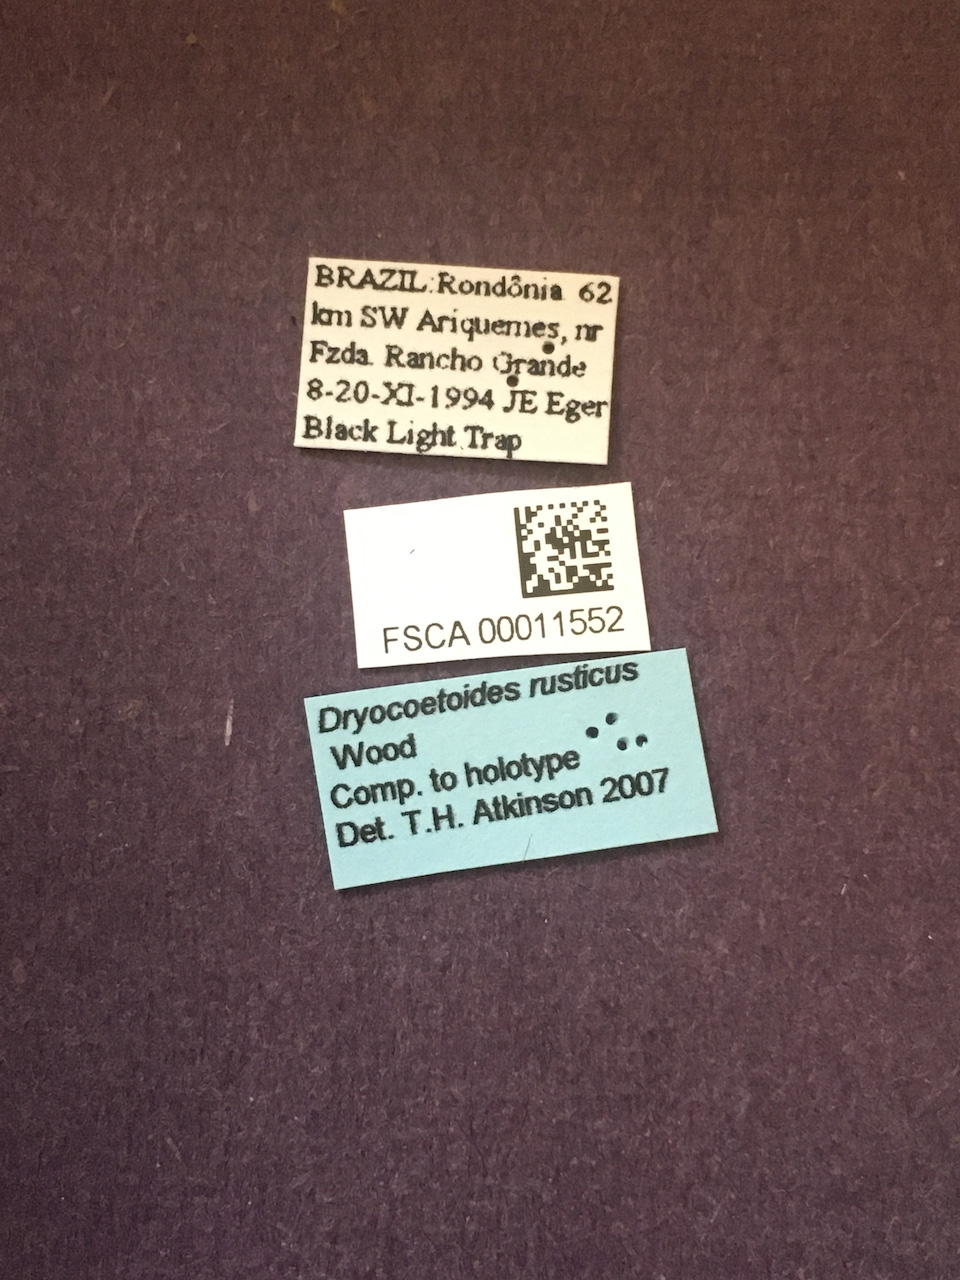 BRAZIL:Rondônia 62
km SW Ariquemes, nr
Fzda. Rancho Grande
8-20-XI-1994 JE Eger
Black Light Trap
FSCA 00011552
Dryocoetoides rusticus
Wood
Comp. to holotype
Det. T.H. Atkinson 2007